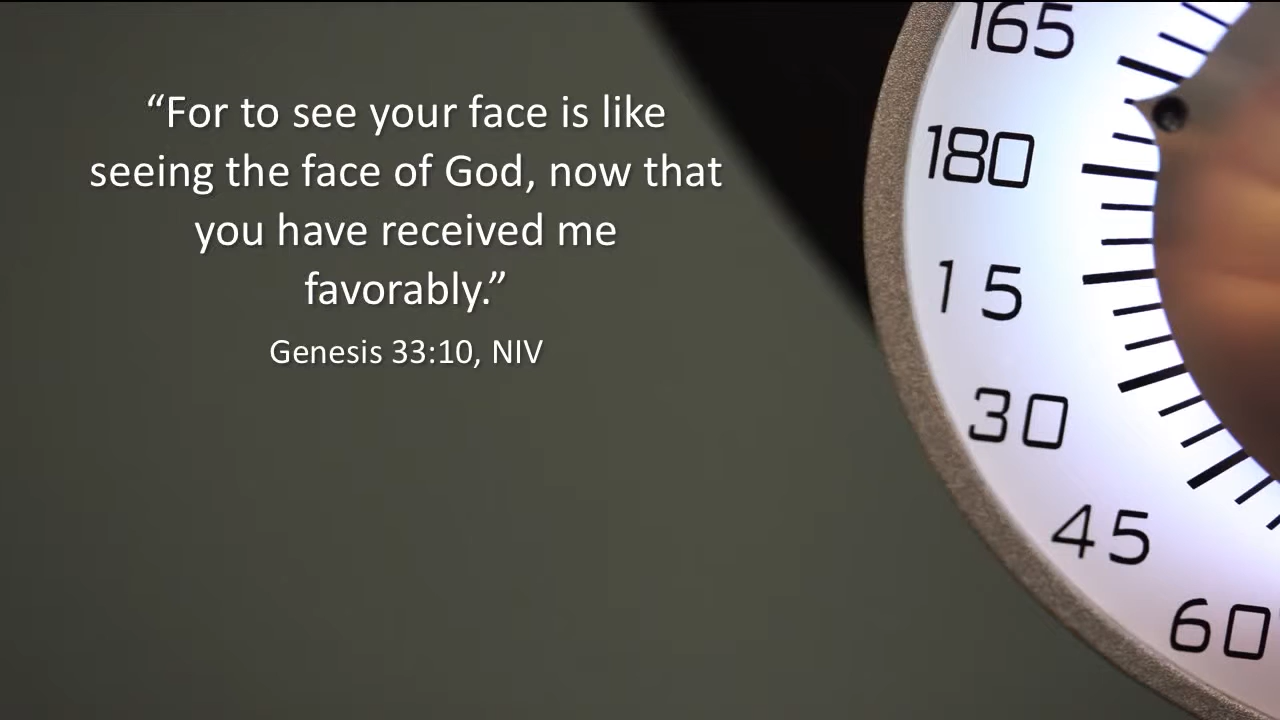 “For to see your face is like
seeing the face of God, now that
you have received me
favorably.”
Genesis 33:10, NIV
165
180
15
30
45
60